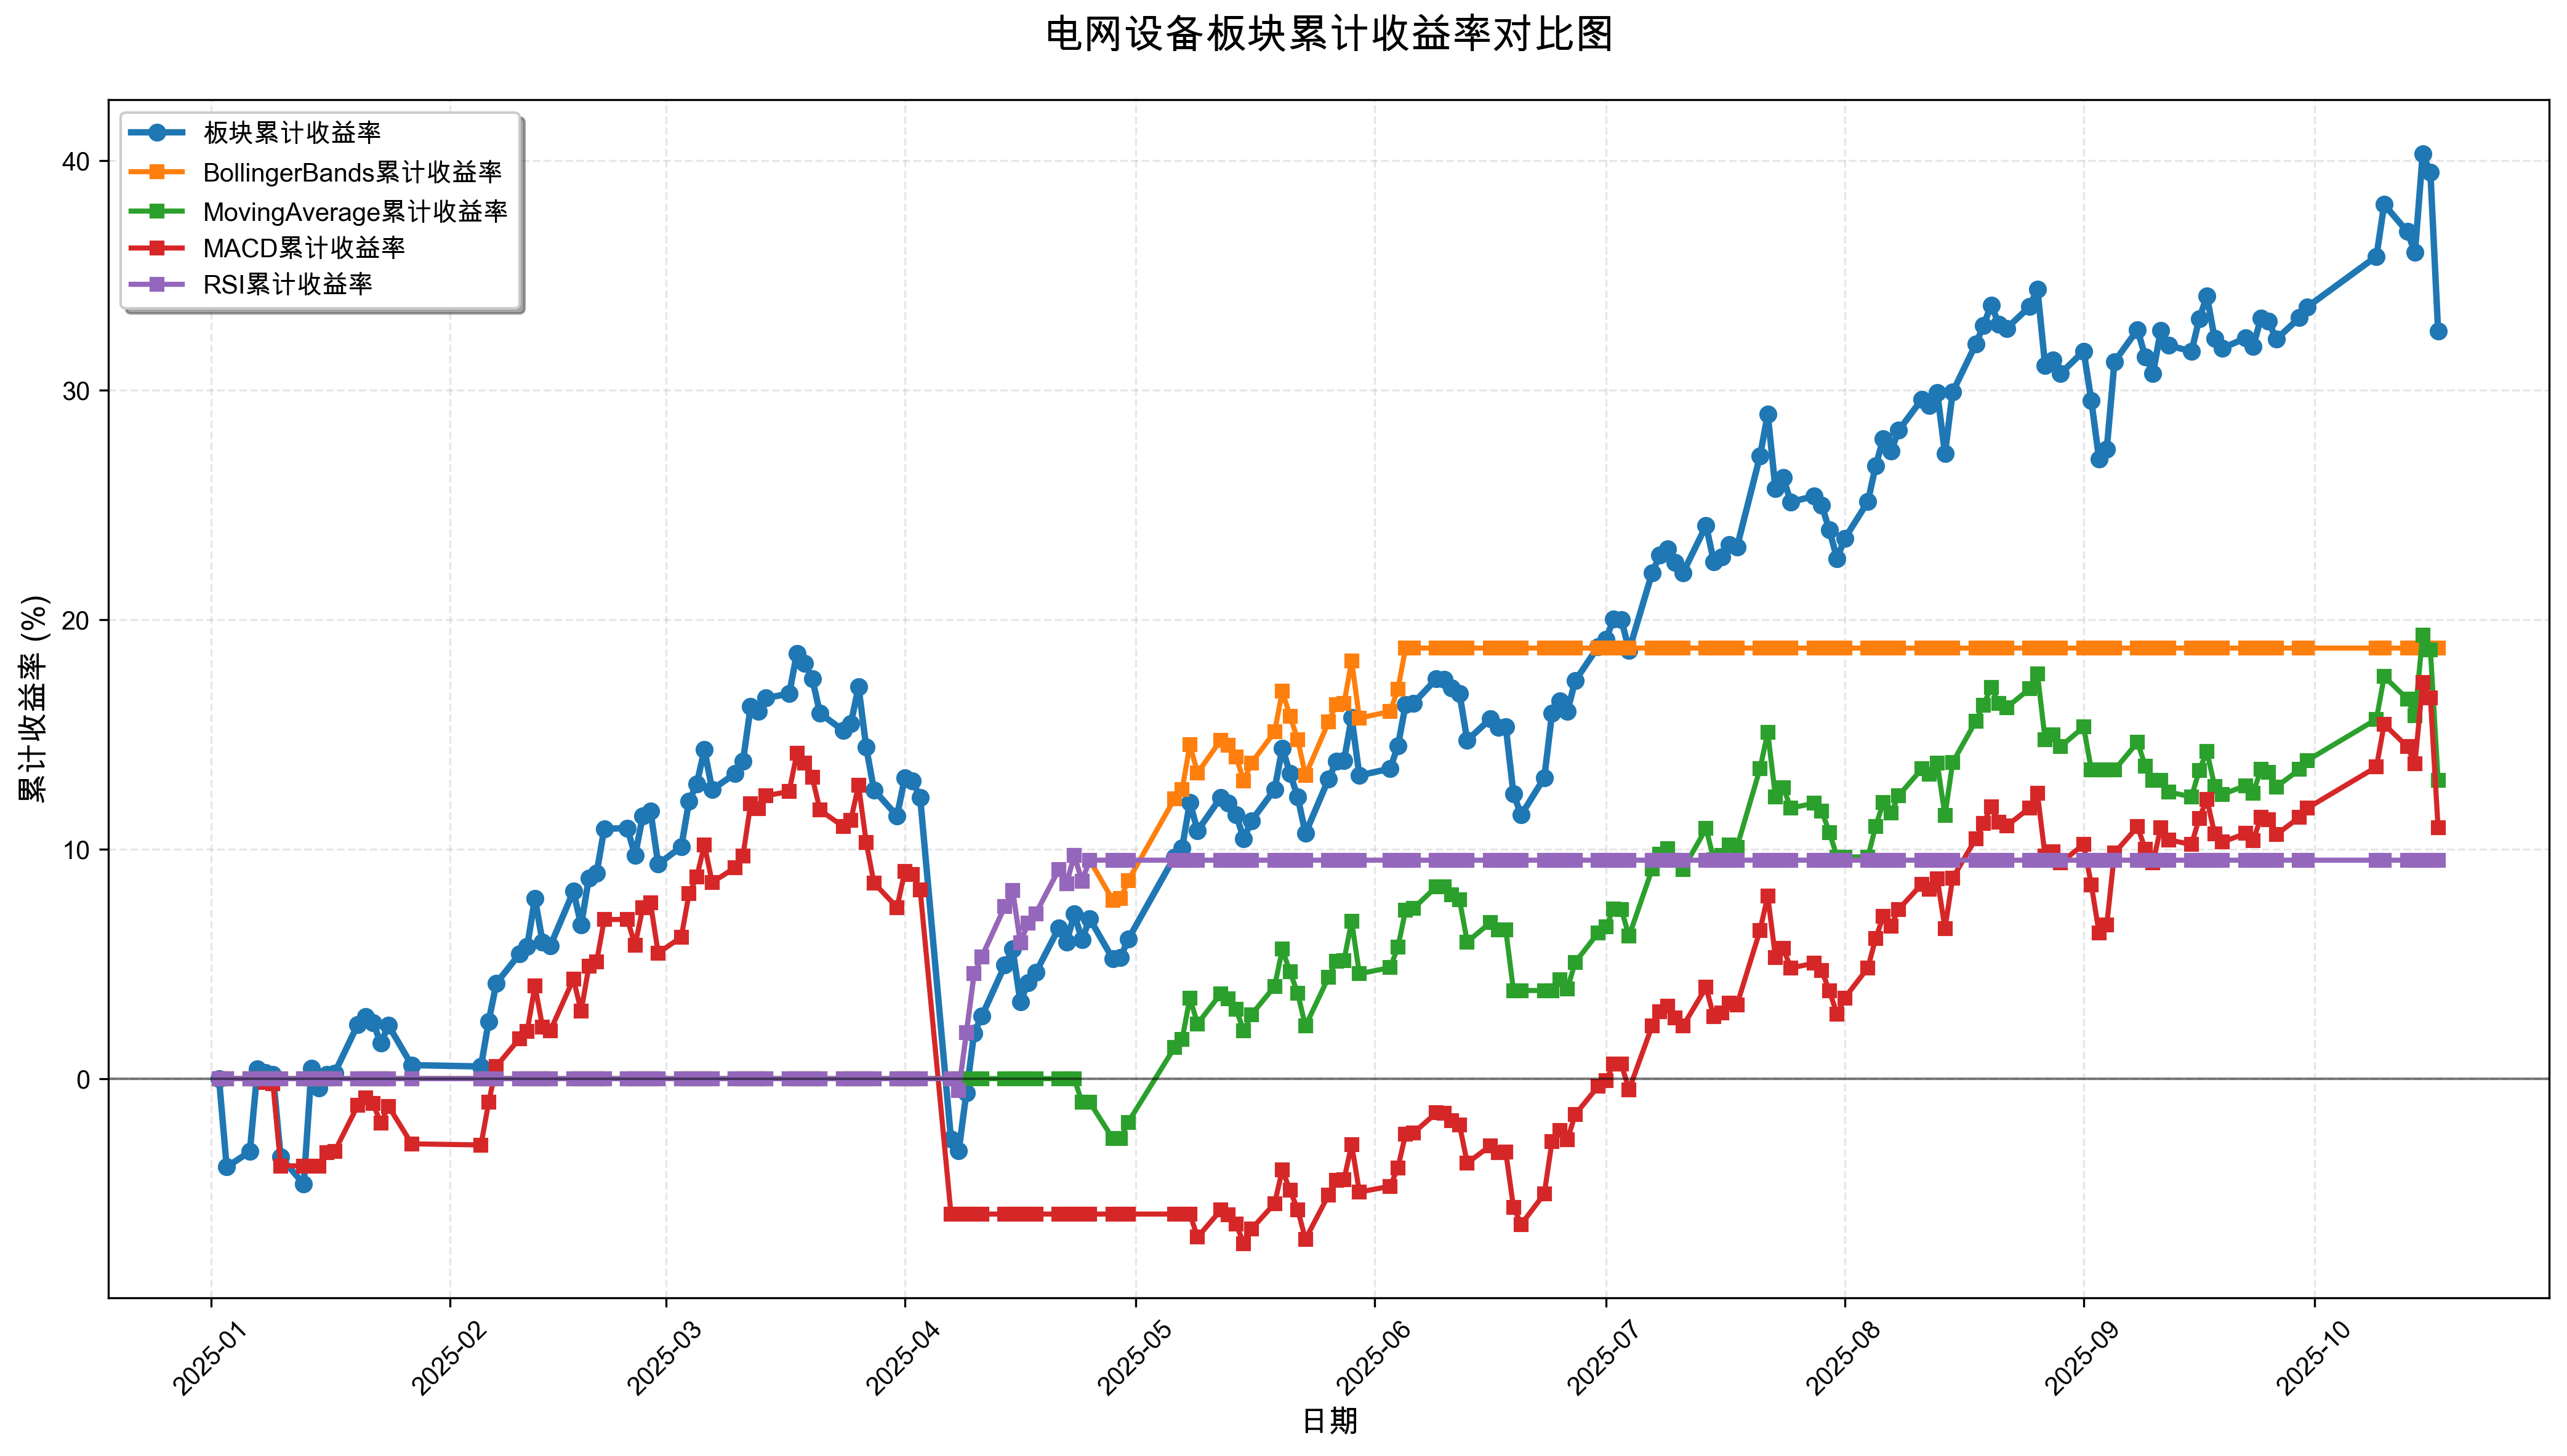 电网设备板块累计收益率对比图
板块累计收益率
BollingerBands累计收益率
MovingAverage累计收益率
MACD累计收益率
RSI累计收益率
累计收益率 (%)
40
30
20
10
0
2025-01
2025-02
2025-03
2025-04
2025-05
2025-06
2025-07
2025-08
2025-09
2025-10
日期